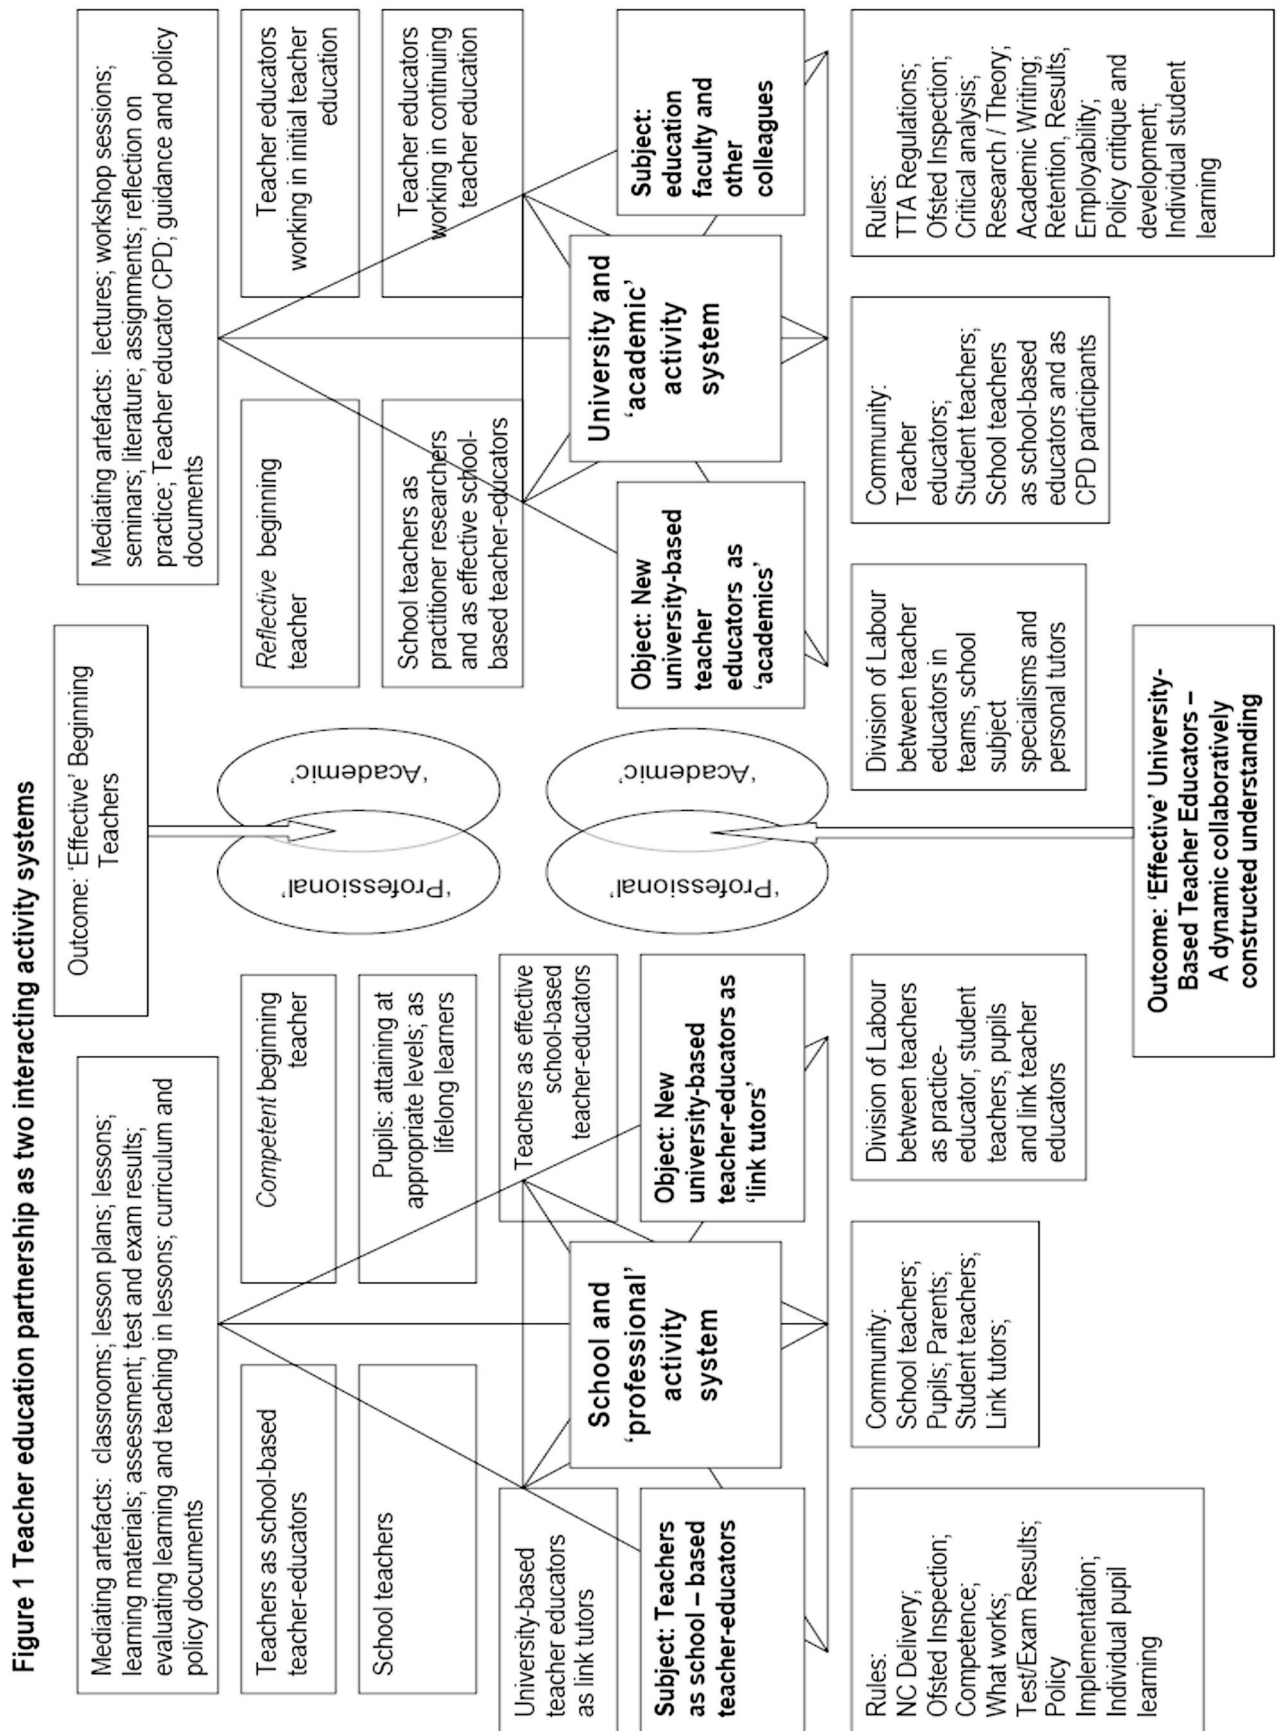 Figure 1 Teacher education partnership as two interacting activity systems
Mediating artefacts: classrooms; lesson plans; lessons;
learning materials; assessment; test and exam results;
evaluating learning and teaching in lessons; curriculum and
policy documents
Outcome: 'Effective' Beginning
Teachers
Mediating artefacts: lectures; workshop sessions;
seminars; literature; assignments; reflection on
practice; Teacher educator CPD; guidance and policy
documents
Teachers as school-based
teacher-educators
Competent beginning
teacher
School teachers
Pupils: attaining at
appropriate levels; as
lifelong learners
University-based
teacher educators
as link tutors
Teachers as effective
school-based
teacher-educators
Subject: Teachers
as school – based
teacher-educators
School and
'professional'
activity
system
Object: New
university-based
teacher-educators as
'link tutors'
'Professional'
'Academic'
'Professional'
'Academic'
Reflective beginning
teacher
Teacher educators
working in initial teacher
education
School teachers as
practitioner researchers
and as effective school-
based teacher-educators
Teacher educators
working in continuing
teacher education
Object: New
university-based
teacher
educators as
'academics'
University and
'academic'
activity
system
Subject:
education
faculty and
other
colleagues
Rules:
NC Delivery;
Ofsted Inspection;
Competence;
What works;
Test/Exam Results;
Policy
Implementation;
Individual pupil
learning
Community:
School teachers;
Pupils; Parents;
Student teachers;
Link tutors;
Division of Labour
between teachers
as practice-
educator, student
teachers, pupils
and link teacher
educators
Division of Labour
between teacher
educators in
teams, school
subject
specialisms and
personal tutors
Community:
Teacher
educators;
Student teachers;
School teachers
as school-based
educators and as
CPD participants
Rules:
TTA Regulations;
Ofsted Inspection;
Critical analysis;
Research / Theory;
Academic Writing;
Retention, Results,
Employability;
Policy critique and
development;
Individual student
learning
Outcome: 'Effective' University-
Based Teacher Educators –
A dynamic collaboratively
constructed understanding